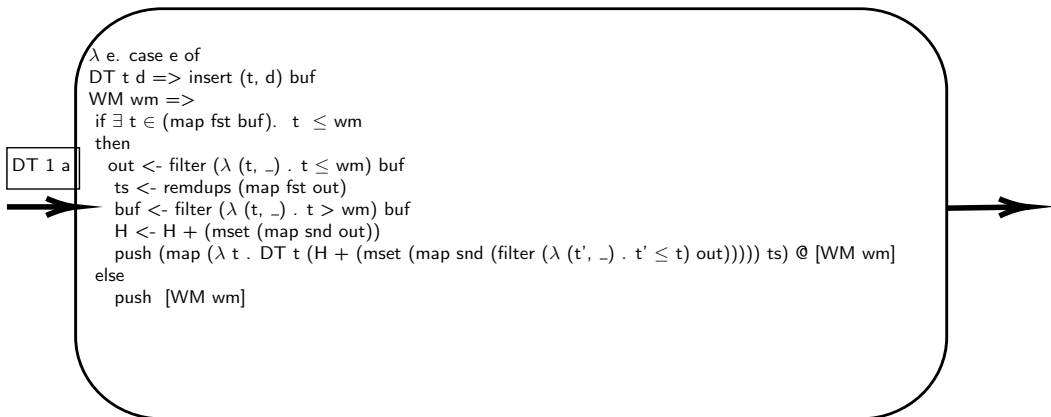 λ e. case e of
DT t d => insert (t, d) buf
WM wm =>
if ∃ t ∈ (map fst buf). t ≤ wm
then
out <- filter (λ (t, _) . t ≤ wm) buf
ts <- remdups (map fst out)
buf <- filter (λ (t, _) . t > wm) buf
H <- H + (mset (map snd out))
push (map (λ t . DT t (H + (mset (map snd (filter (λ (t', _) . t' ≤ t) out))))) ts) @ [WM wm]
else
push [WM wm]
DT 1 a